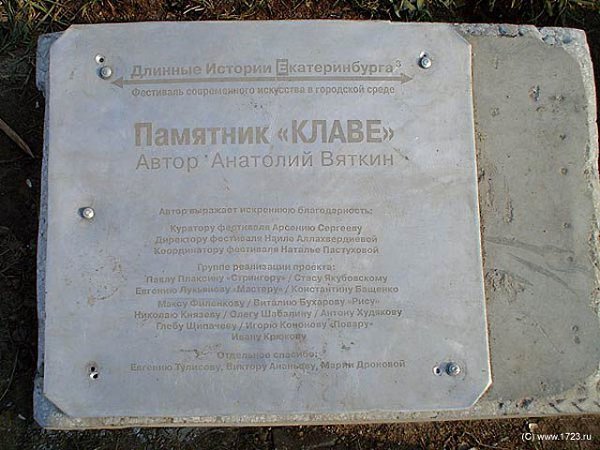 Длинные Истории Екатеринбурга³
Фестиваль современного искусства в городской среде
Памятник «КЛАВЕ»
Автор Анатолий Вяткин
Автор выражает искреннюю благодарность:
Куратору фестиваля Арсению Сергееву
Директору фестиваля Наиле Аллахвердиевой
Координатору фестиваля Наталье Пастуховой
Группе реализации проекта:
Павлу Плаксину «Стрингеру» / Стасу Якубовскому
Евгению Лукьянову «Мастеру» / Константину Бащенко
Максу Филенкову / Виталию Бухарову «Рису»
Николаю Князеву / Олегу Шабалину / Антону Худякову
Глебу Щипачеву / Игорю Кононову «Повару»
Ивану Крюкову
Отдельное спасибо:
Евгению Тулисову, Виктору Ананьеву, Марии Дроновой
(C) www.1723.ru